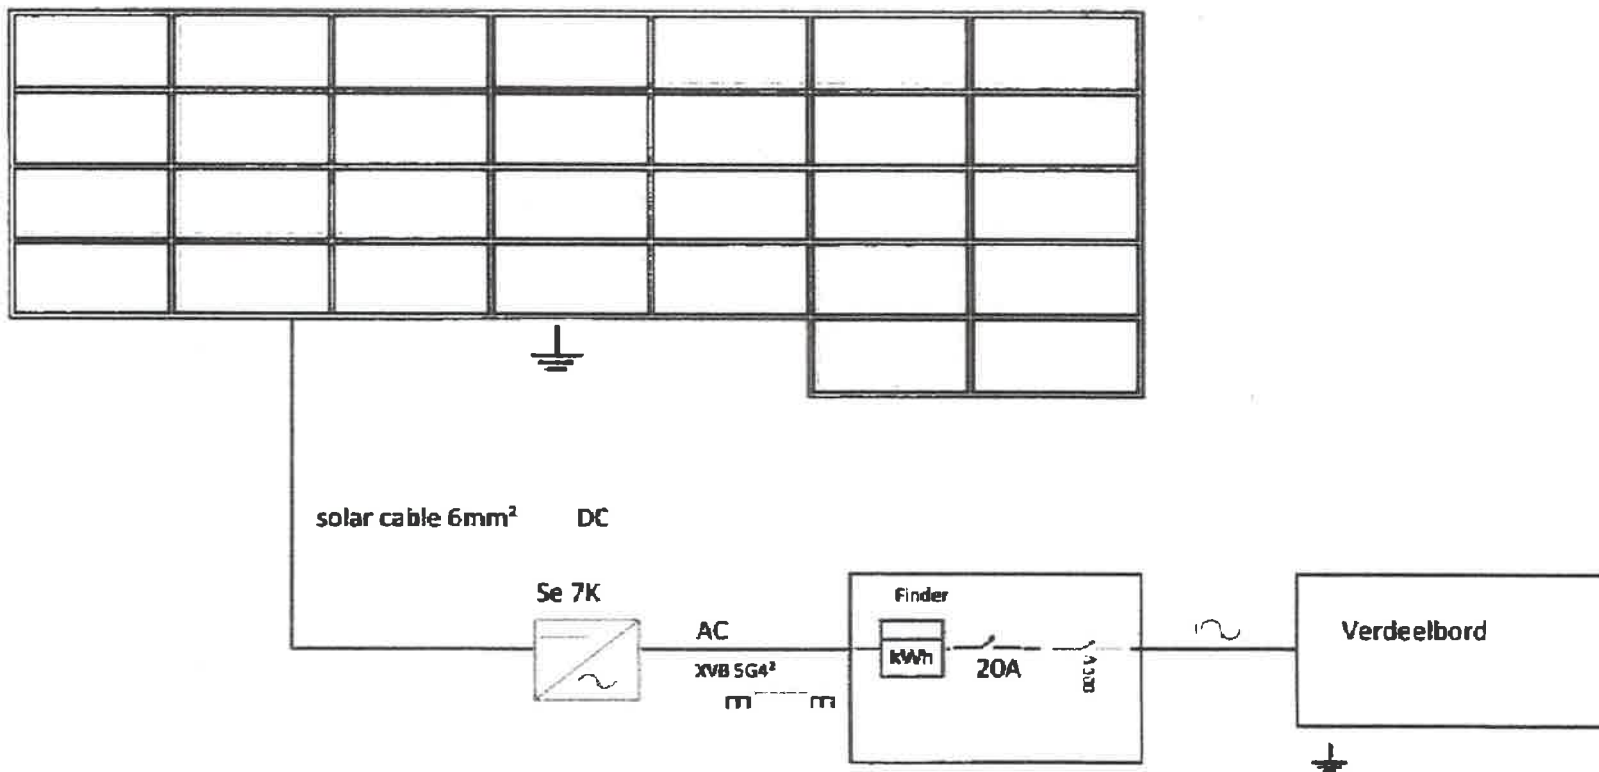 solar cable 6mm² DC
Se 7K
Finder
AC
Verdeelbord
kWh
XVB 5G4²
20A